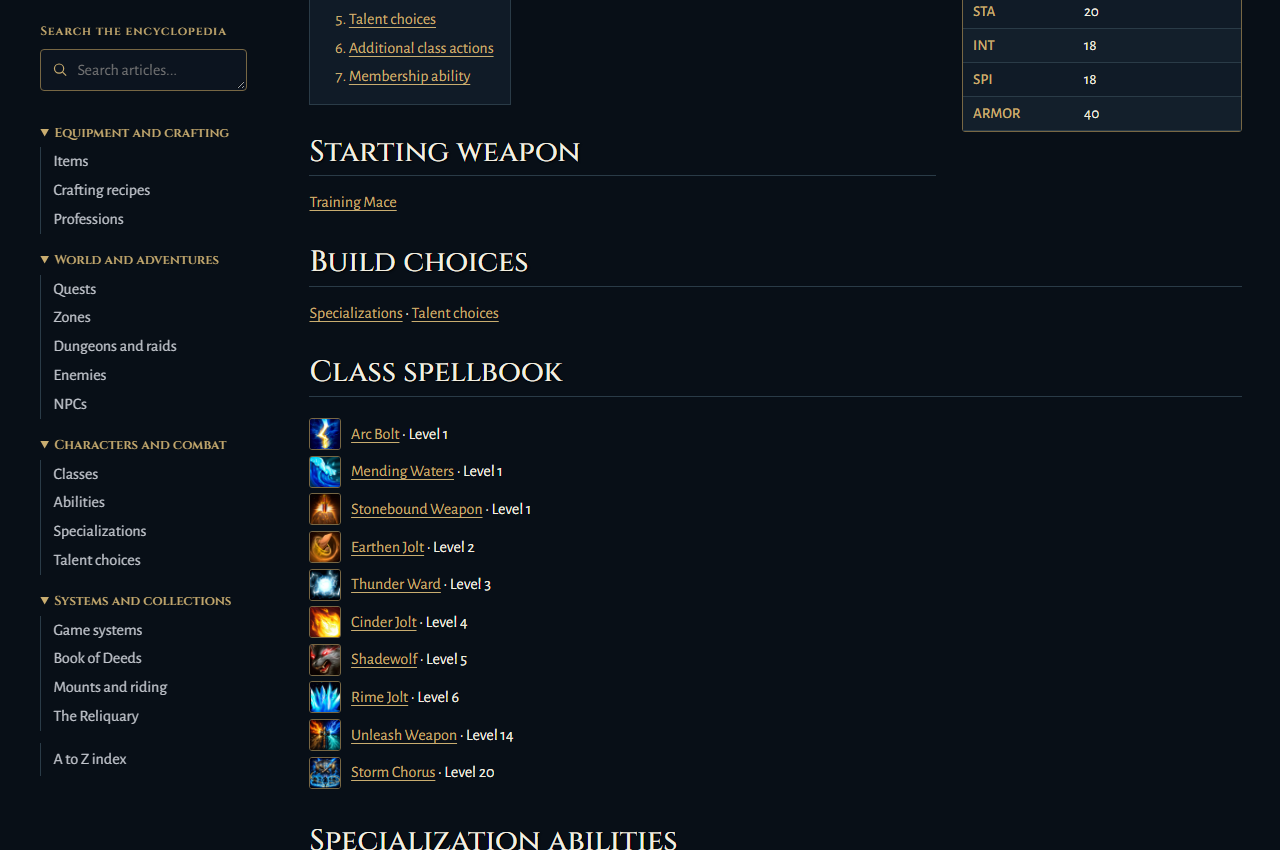 Search the encyclopedia
Search articles...
▼ Equipment and crafting
Items
Crafting recipes
Professions
▼ World and adventures
Quests
Zones
Dungeons and raids
Enemies
NPCs
▼ Characters and combat
Classes
Abilities
Specializations
Talent choices
▼ Systems and collections
Game systems
Book of Deeds
Mounts and riding
The Reliquary
A to Z index
5. Talent choices
6. Additional class actions
7. Membership ability
STA 20
INT 18
SPI 18
ARMOR 40
Starting weapon
Training Mace
Build choices
Specializations · Talent choices
Class spellbook
Arc Bolt · Level 1
Mending Waters · Level 1
Stonebound Weapon · Level 1
Earthen Jolt · Level 2
Thunder Ward · Level 3
Cinder Jolt · Level 4
Shadewolf · Level 5
Rime Jolt · Level 6
Unleash Weapon · Level 14
Storm Chorus · Level 20
Specialization abilities